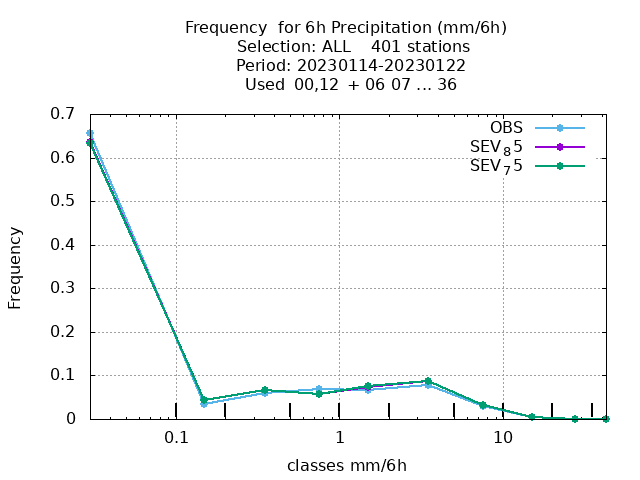 Frequency  for 6h Precipitation (mm/6h)
Selection: ALL    401 stations
Period: 20230114-20230122
Used  00,12  + 06 07 ... 36
OBS
SEV₈5
SEV₇5
0.7
0.6
0.5
0.4
0.3
0.2
0.1
0
Frequency
0.1
1
10
classes mm/6h